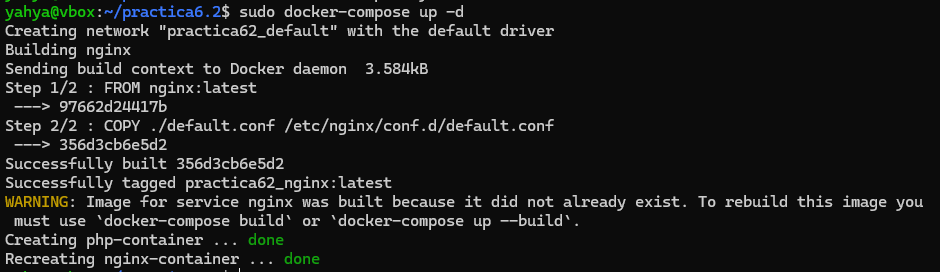 yahya@vbox:~/practica6.2$ sudo docker-compose up -d
Creating network "practica62_default" with the default driver
Building nginx
Sending build context to Docker daemon  3.584kB
Step 1/2 : FROM nginx:latest
 ---> 97662d24417b
Step 2/2 : COPY ./default.conf /etc/nginx/conf.d/default.conf
 ---> 356d3cb6e5d2
Successfully built 356d3cb6e5d2
Successfully tagged practica62_nginx:latest
WARNING: Image for service nginx was built because it did not already exist. To rebuild this image you
 must use `docker-compose build` or `docker-compose up --build`.
Creating php-container ... done
Recreating nginx-container ... done